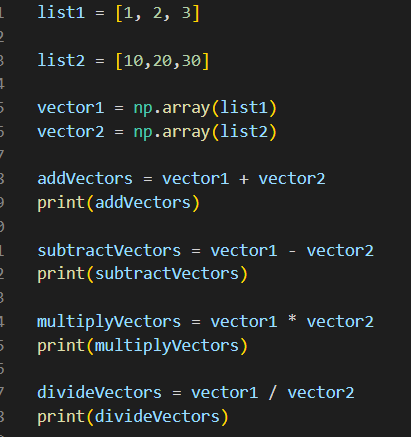 list1 = [1, 2, 3]
list2 = [10,20,30]
vector1 = np.array(list1)
vector2 = np.array(list2)
addVectors = vector1 + vector2
print(addVectors)
subtractVectors = vector1 - vector2
print(subtractVectors)
multiplyVectors = vector1 * vector2
print(multiplyVectors)
divideVectors = vector1 / vector2
print(divideVectors)